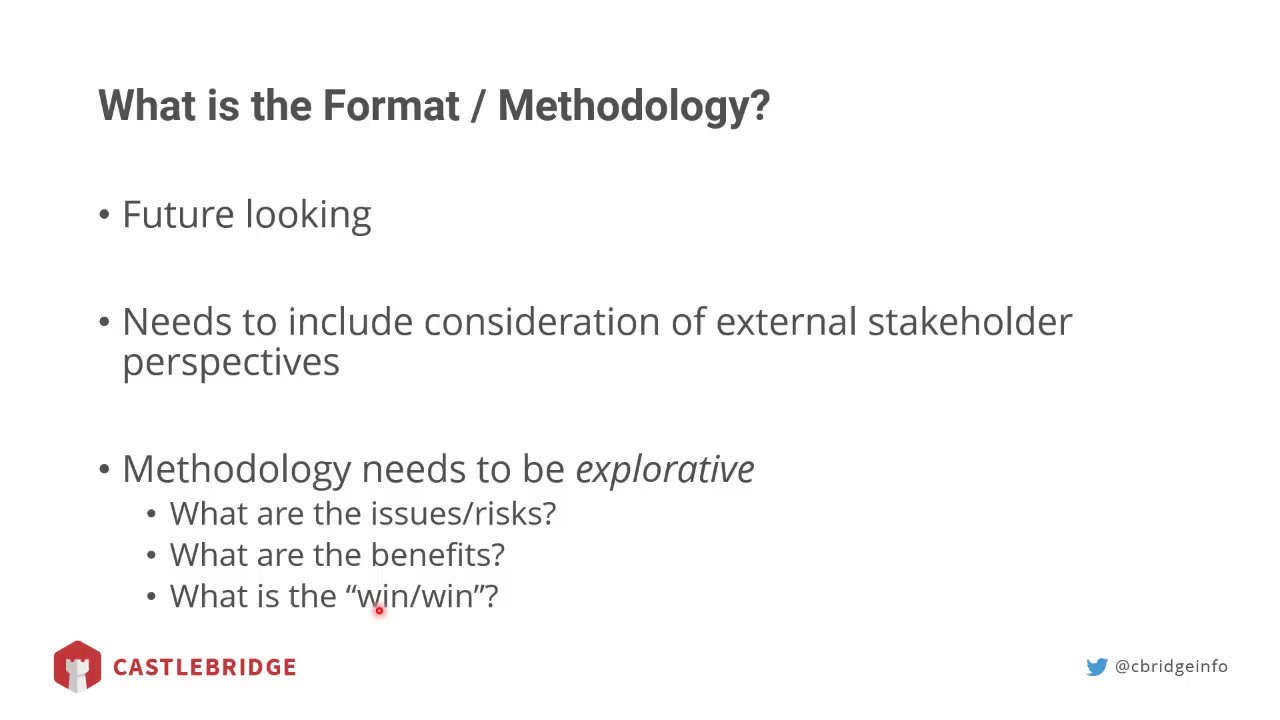 What is the Format / Methodology?
• Future looking
• Needs to include consideration of external stakeholder
perspectives
• Methodology needs to be explorative
• What are the issues/risks?
• What are the benefits?
• What is the “win/win”?
CASTLEBRIDGE
@cbridgeinfo